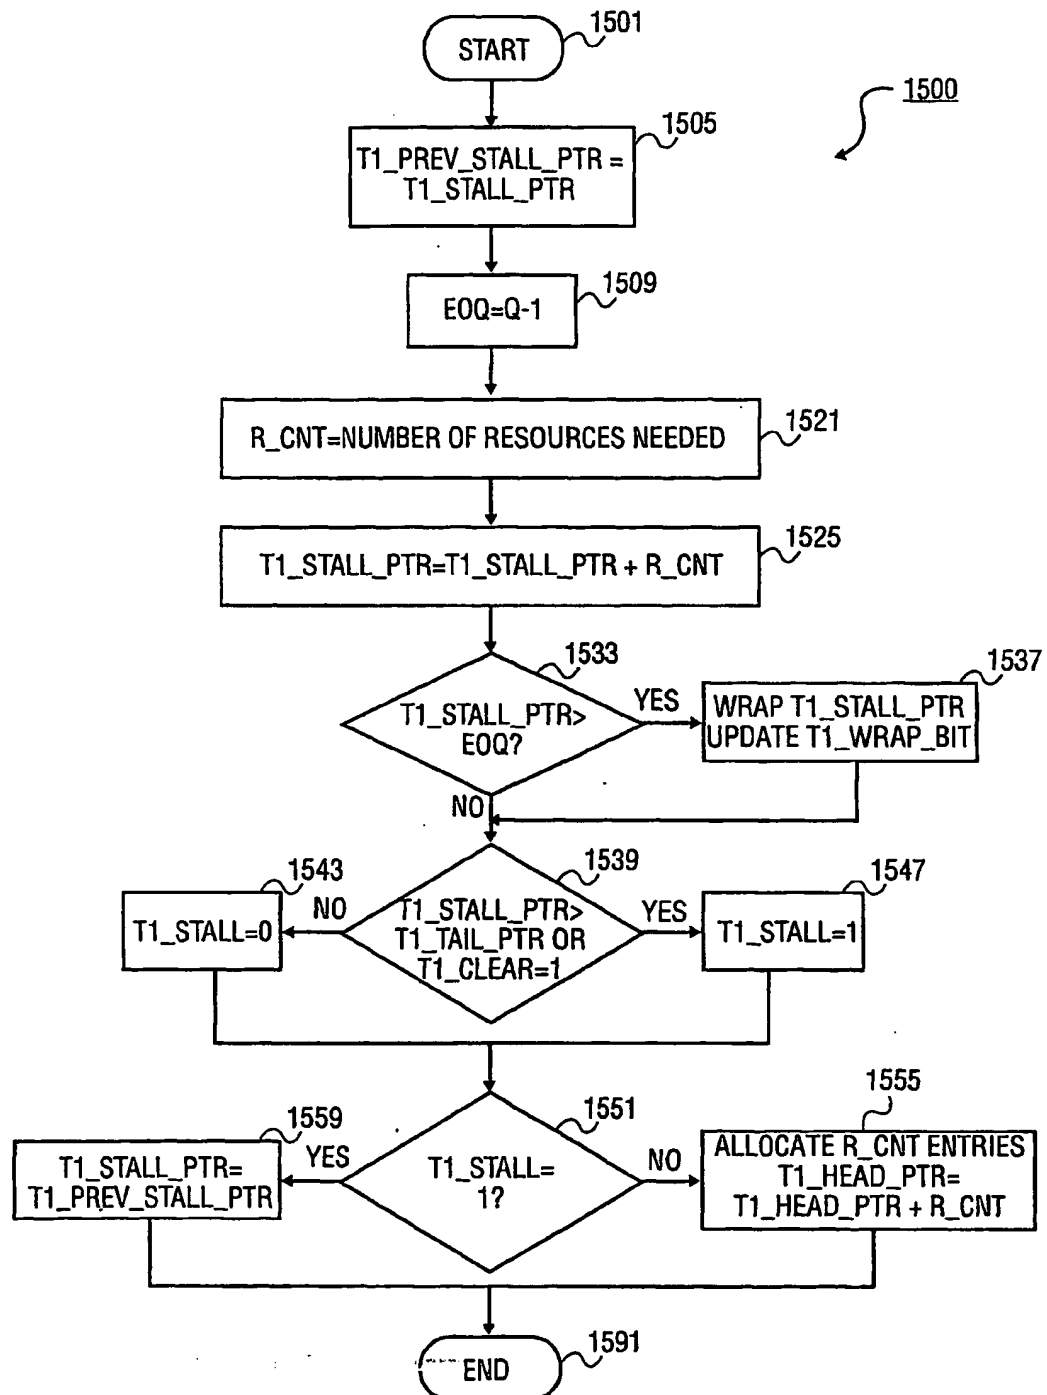 START
1501
1500
T1_PREV_STALL_PTR =
T1_STALL_PTR
1505
EOQ=Q-1
1509
R_CNT=NUMBER OF RESOURCES NEEDED
1521
T1_STALL_PTR=T1_STALL_PTR + R_CNT
1525
T1_STALL_PTR>
EOQ?
1533
YES
WRAP T1_STALL_PTR
UPDATE T1_WRAP_BIT
1537
NO
T1_STALL_PTR>
T1_TAIL_PTR OR
T1_CLEAR=1
1539
NO
T1_STALL=0
1543
YES
T1_STALL=1
1547
T1_STALL=
1?
1551
YES
T1_STALL_PTR=
T1_PREV_STALL_PTR
1559
NO
ALLOCATE R_CNT ENTRIES
T1_HEAD_PTR=
T1_HEAD_PTR + R_CNT
1555
END
1591